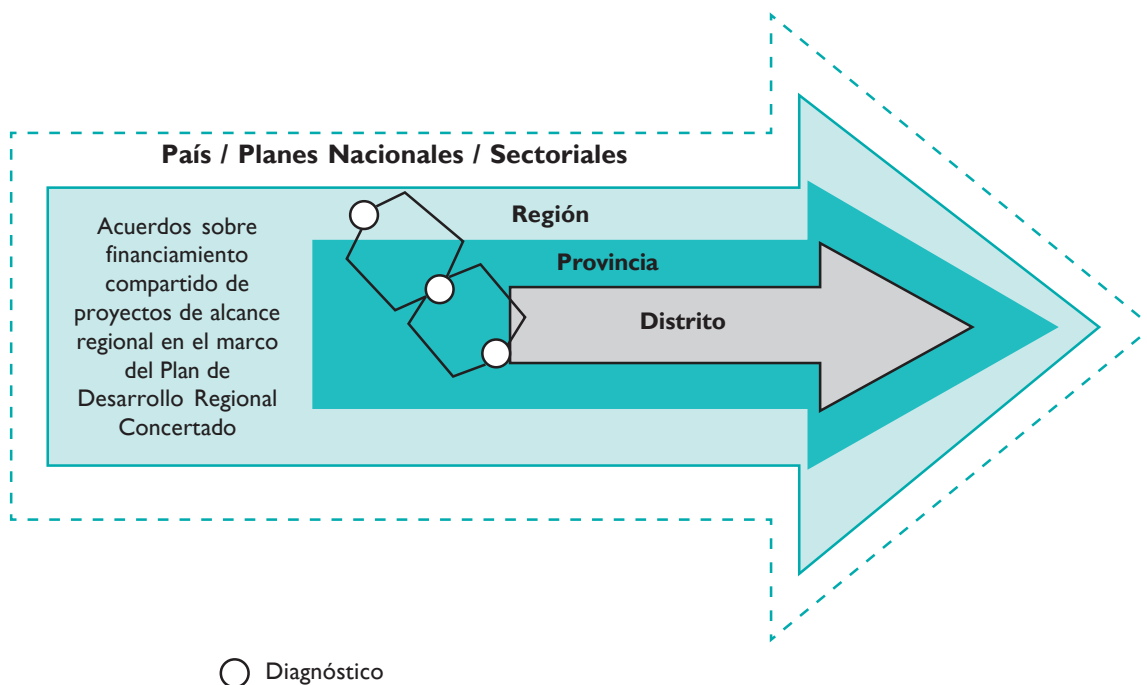 País / Planes Nacionales / Sectoriales
Región
Acuerdos sobre
financiamiento
compartido de
proyectos de alcance
regional en el marco
del Plan de
Desarrollo Regional
Concertado
Provincia
Distrito
Diagnóstico